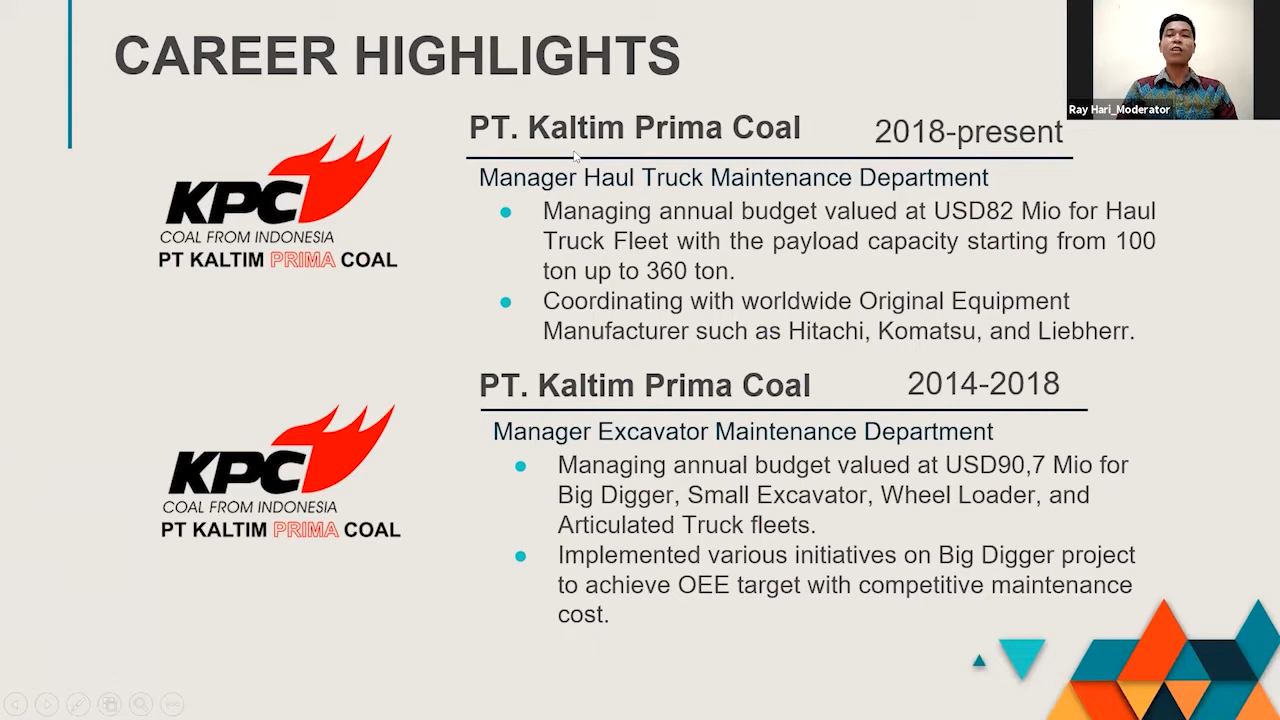 CAREER HIGHLIGHTS
Ray Hari_Moderator
KPC
COAL FROM INDONESIA
PT KALTIM PRIMA COAL
PT. Kaltim Prima Coal
2018-present
Manager Haul Truck Maintenance Department
Managing annual budget valued at USD82 Mio for Haul
Truck Fleet with the payload capacity starting from 100
ton up to 360 ton.
Coordinating with worldwide Original Equipment
Manufacturer such as Hitachi, Komatsu, and Liebherr.
KPC
COAL FROM INDONESIA
PT KALTIM PRIMA COAL
PT. Kaltim Prima Coal
2014-2018
Manager Excavator Maintenance Department
Managing annual budget valued at USD90,7 Mio for
Big Digger, Small Excavator, Wheel Loader, and
Articulated Truck fleets.
Implemented various initiatives on Big Digger project
to achieve OEE target with competitive maintenance
cost.